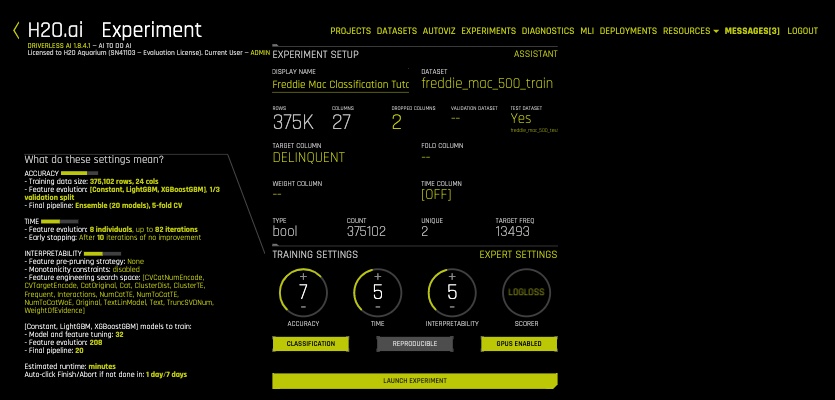 H2O.ai Experiment
DRIVERLESS AI 1.8.4.1 – AI TO DO AI
Licensed to H2O Aquarium (SN41103 – Evaluation License). Current User – ADMIN
PROJECTS DATASETS AUTOVIZ EXPERIMENTS DIAGNOSTICS MLI DEPLOYMENTS RESOURCES MESSAGES[3] LOGOUT
EXPERIMENT SETUP ASSISTANT
DISPLAY NAME DATASET
Freddie Mac Classification Tuto freddie_mac_500_train
ROWS COLUMNS DROPPED COLUMNS VALIDATION DATASET TEST DATASET
375K 27 2 -- Yes
freddie_mac_500_test
TARGET COLUMN FOLD COLUMN
DELINQUENT --
WEIGHT COLUMN TIME COLUMN
-- [OFF]
TYPE COUNT UNIQUE TARGET FREQ
bool 375102 2 13493
What do these settings mean?
ACCURACY
- Training data size: 375,102 rows, 24 cols
- Feature evolution: [Constant, LightGBM, XGBoostGBM], 1/3
validation split
- Final pipeline: Ensemble (20 models), 5-fold CV
TIME
- Feature evolution: 8 individuals, up to 82 iterations
- Early stopping: After 10 iterations of no improvement
INTERPRETABILITY
- Feature pre-pruning strategy: None
- Monotonicity constraints: disabled
- Feature engineering search space: [CVCatNumEncode,
CVTargetEncode, CatOriginal, Cat, ClusterDist, ClusterTE,
Frequent, Interactions, NumCatTE, NumToCatTE,
NumToCatWoE, Original, TextLinModel, Text, TruncSVDNum,
WeightOfEvidence]
[Constant, LightGBM, XGBoostGBM] models to train:
- Model and feature tuning: 32
- Feature evolution: 208
- Final pipeline: 20
Estimated runtime: minutes
Auto-click Finish/Abort if not done in: 1 day/7 days
TRAINING SETTINGS EXPERT SETTINGS
+ + +
7 5 5 LOGLOSS
– – –
ACCURACY TIME INTERPRETABILITY SCORER
CLASSIFICATION REPRODUCIBLE GPUS ENABLED
LAUNCH EXPERIMENT